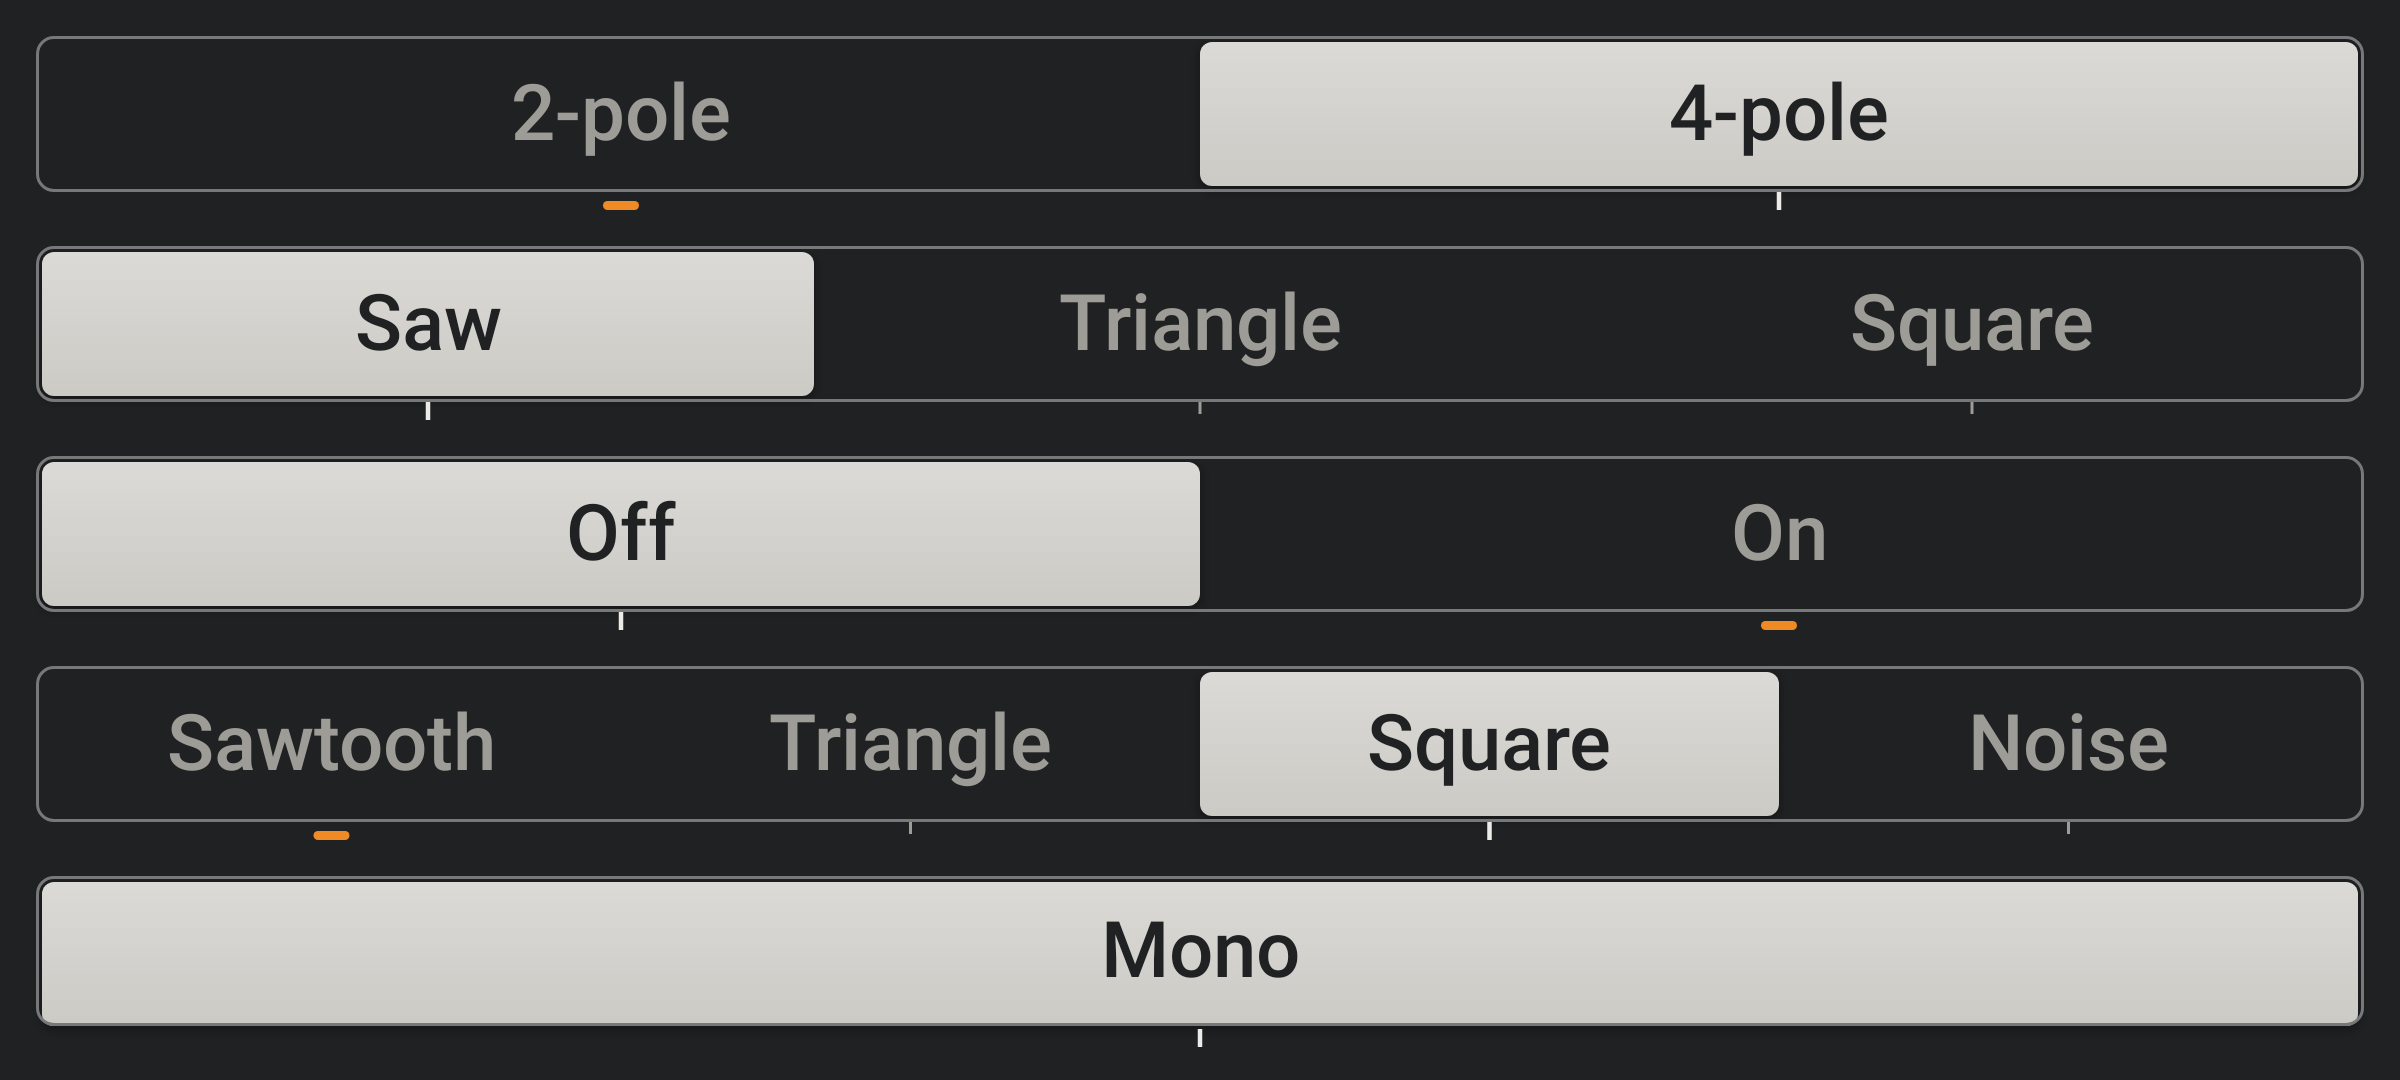 2-pole 4-pole
Saw Triangle Square
Off On
Sawtooth Triangle Square Noise
Mono